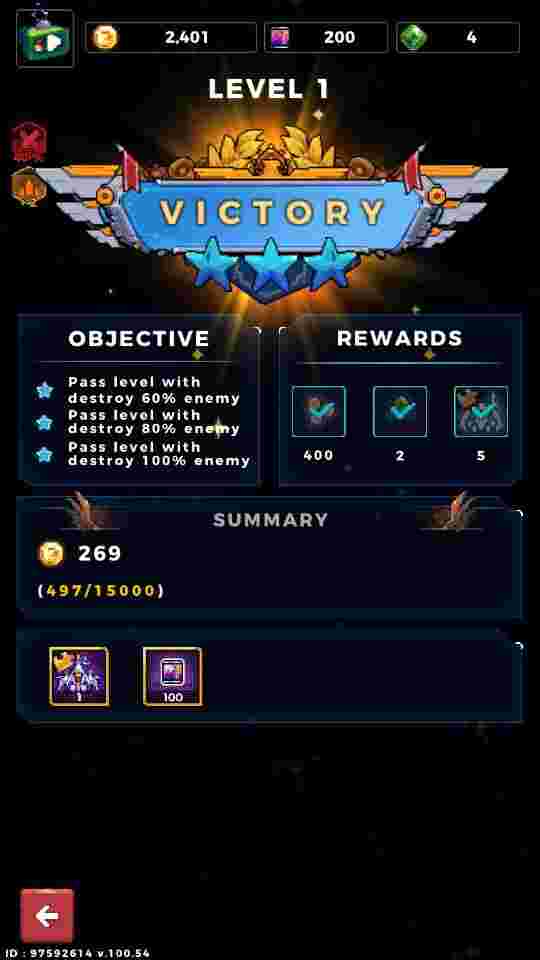 2,401
200
4
LEVEL 1
VICTORY
OBJECTIVE
Pass level with
destroy 60% enemy
Pass level with
destroy 80% enemy
Pass level with
destroy 100% enemy
REWARDS
400
2
5
SUMMARY
269
(497/15000)
1
100
ID : 97592614 v.100.54